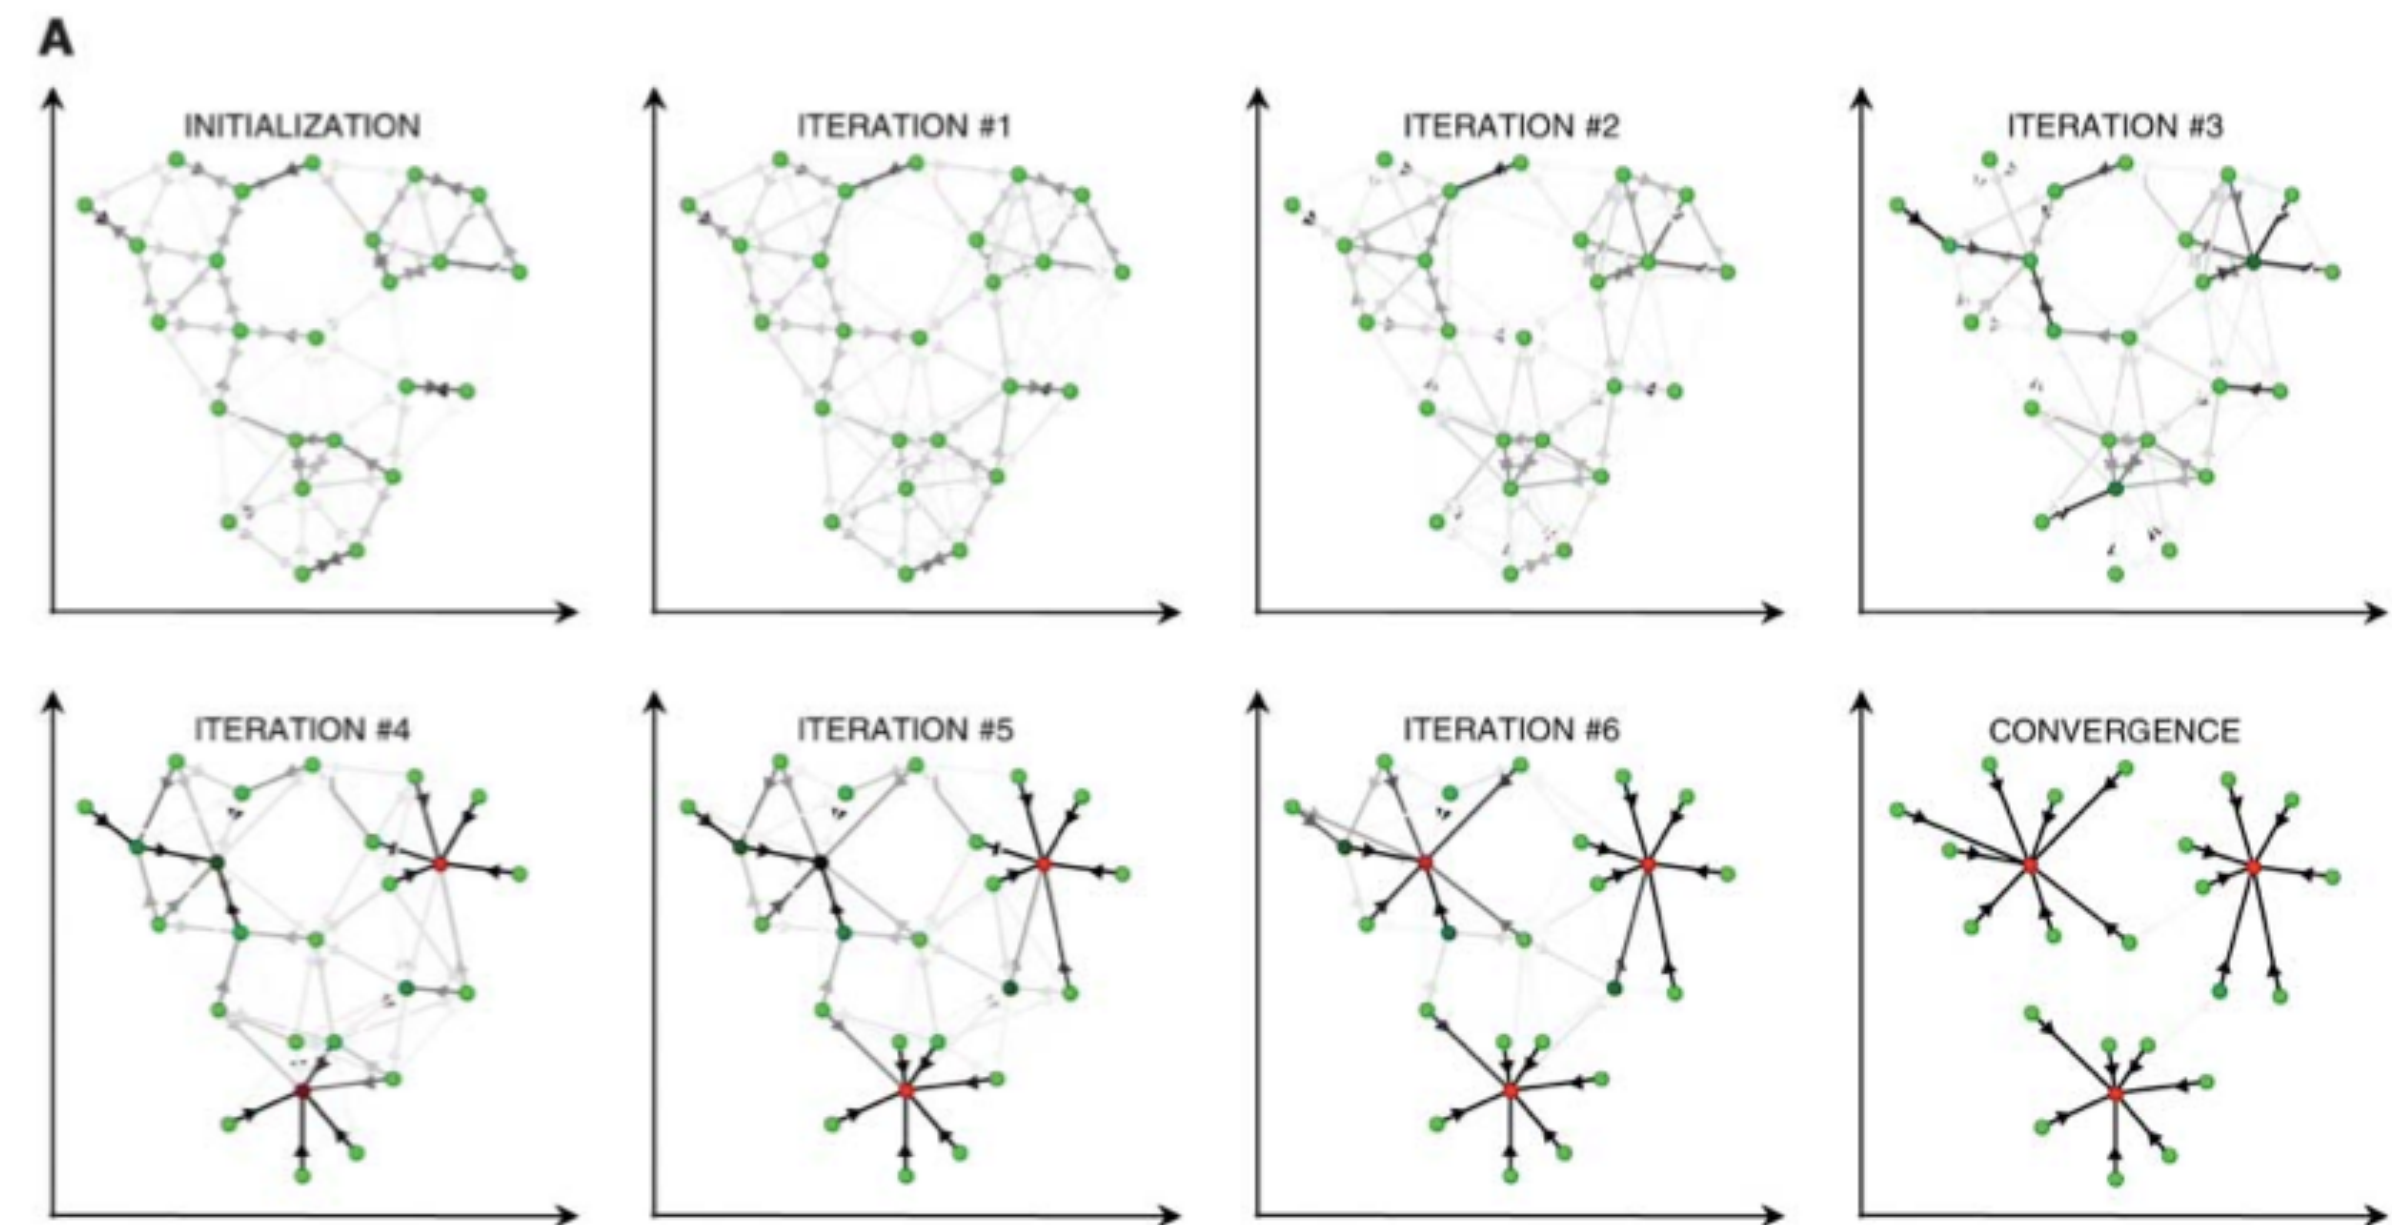 A
INITIALIZATION
ITERATION #1
ITERATION #2
ITERATION #3
ITERATION #4
ITERATION #5
ITERATION #6
CONVERGENCE